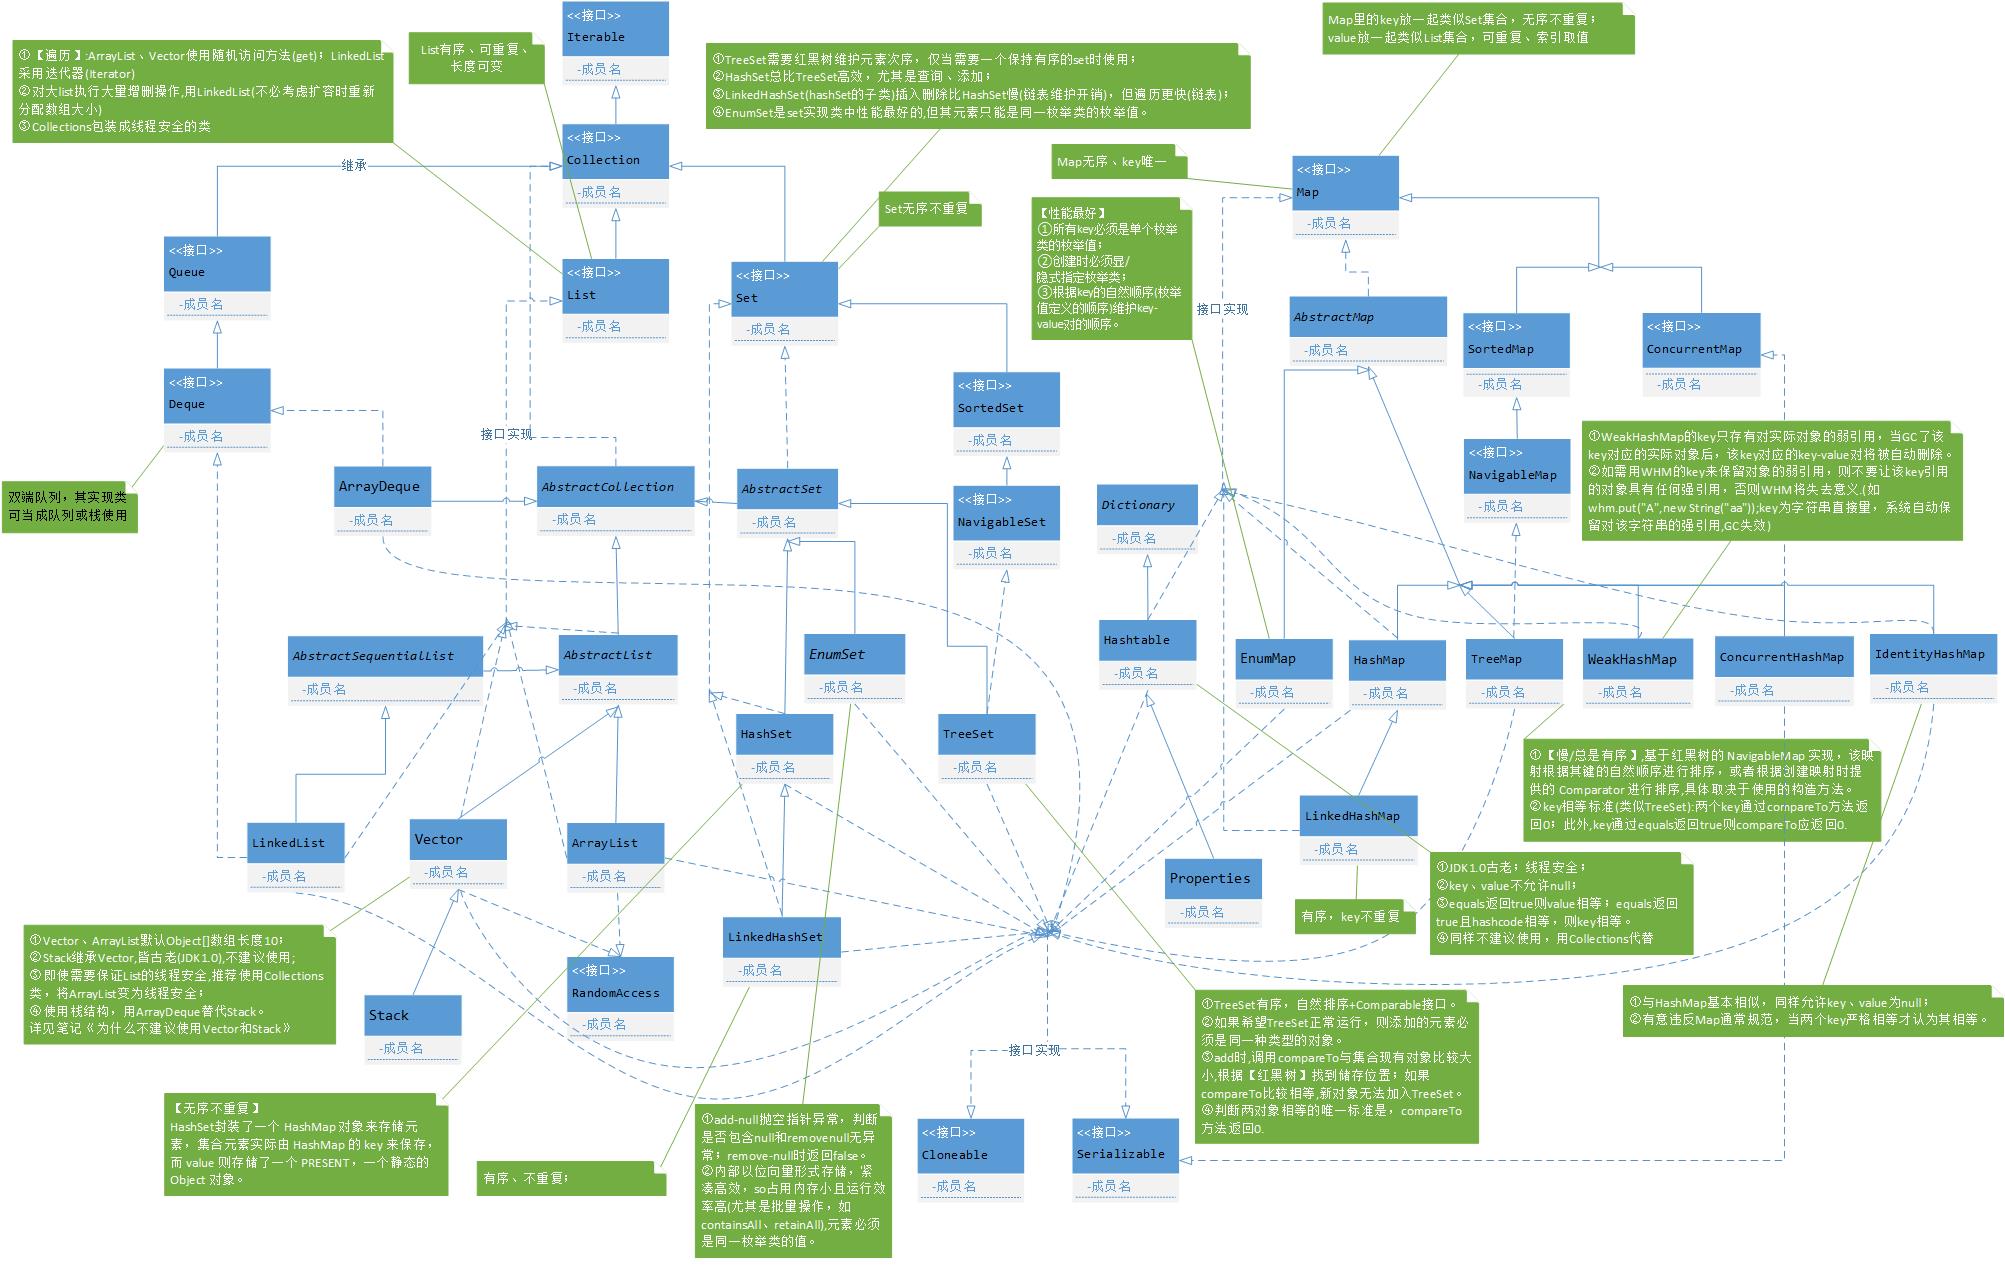 ①【遍历】:ArrayList、Vector使用随机访问方法(get)；LinkedList
采用迭代器(Iterator)
②对大list执行大量增删操作,用LinkedList(不必考虑扩容时重新
分配数组大小)
③Collections包装成线程安全的类
List有序、可重复、
长度可变
<<接口>>
Iterable
-成员名
①TreeSet需要红黑树维护元素次序，仅当需要一个保持有序的set时使用；
②HashSet总比TreeSet高效，尤其是查询、添加；
③LinkedHashSet(hashSet的子类)插入删除比HashSet慢(链表维护开销)，但遍历更快(链表)；
④EnumSet是set实现类中性能最好的,但其元素只能是同一枚举类的枚举值。
Map里的key放一起类似Set集合，无序不重复；
value放一起类似List集合，可重复、索引取值
<<接口>>
Collection
-成员名
继承
Map无序、key唯一
<<接口>>
Map
-成员名
Set无序不重复
【性能最好】
①所有key必须是单个枚举
类的枚举值；
②创建时必须显/
隐式指定枚举类；
③根据key的自然顺序(枚举
值定义的顺序)维护key-
value对的顺序。
接口实现
<<接口>>
Queue
-成员名
<<接口>>
List
-成员名
<<接口>>
Set
-成员名
AbstractMap
-成员名
<<接口>>
SortedMap
-成员名
<<接口>>
ConcurrentMap
-成员名
<<接口>>
Deque
-成员名
<<接口>>
SortedSet
-成员名
接口实现
<<接口>>
NavigableMap
-成员名
①WeakHashMap的key只存有对实际对象的弱引用，当GC了该
key对应的实际对象后，该key对应的key-value对将被自动删除。
②如需用WHM的key来保留对象的弱引用，则不要让该key引用
的对象具有任何强引用，否则WHM将失去意义.(如
whm.put("A",new String("aa"));key为字符串直接量，系统自动保
留对该字符串的强引用,GC失效)
双端队列，其实现类
可当成队列或栈使用
ArrayDeque
-成员名
AbstractCollection
-成员名
AbstractSet
-成员名
<<接口>>
NavigableSet
-成员名
Dictionary
-成员名
AbstractSequentialList
-成员名
AbstractList
-成员名
EnumSet
-成员名
Hashtable
-成员名
EnumMap
-成员名
HashMap
-成员名
TreeMap
-成员名
WeakHashMap
-成员名
ConcurrentHashMap
-成员名
IdentityHashMap
-成员名
HashSet
-成员名
TreeSet
-成员名
①【慢/总是有序】,基于红黑树的 NavigableMap 实现，该映
射根据其键的自然顺序进行排序，或者根据创建映射时提
供的 Comparator 进行排序,具体取决于使用的构造方法。
②key相等标准(类似TreeSet):两个key通过compareTo方法返
回0；此外,key通过equals返回true则compareTo应返回0.
LinkedList
-成员名
Vector
-成员名
ArrayList
-成员名
LinkedHashMap
-成员名
Properties
-成员名
①JDK1.0古老；线程安全；
②key、value不允许null；
③equals返回true则value相等；equals返回
true且hashcode相等，则key相等。
④同样不建议使用，用Collections代替
有序，key不重复
①Vector、ArrayList默认Object[]数组长度10；
②Stack继承Vector,皆古老(JDK1.0),不建议使用；
③即使需要保证List的线程安全,推荐使用Collections
类，将ArrayList变为线程安全；
④ 使用栈结构，用ArrayDeque替代Stack。
详见笔记《为什么不建议使用Vector和Stack》
LinkedHashSet
-成员名
<<接口>>
RandomAccess
-成员名
Stack
-成员名
①TreeSet有序，自然排序+Comparable接口。
②如果希望TreeSet正常运行，则添加的元素必
须是同一种类型的对象。
③add时,调用compareTo与集合现有对象比较大
小,根据【红黑树】找到储存位置；如果
compareTo比较相等,新对象无法加入TreeSet。
④判断两对象相等的唯一标准是，compareTo
方法返回0.
①与HashMap基本相似，同样允许key、value为null；
②有意违反Map通常规范，当两个key严格相等才认为其相等。
接口实现
【无序不重复】
HashSet封装了一个 HashMap 对象来存储元
素，集合元素实际由 HashMap 的 key 来保存，
而 value 则存储了一个 PRESENT，一个静态的
Object 对象。
有序、不重复；
①add-null抛空指针异常，判断
是否包含null和removenull无异
常；remove-null时返回false。
②内部以位向量形式存储，紧
凑高效，so占用内存小且运行效
率高(尤其是批量操作，如
containsAll、retainAll),元素必须
是同一枚举类的值。
<<接口>>
Cloneable
-成员名
<<接口>>
Serializable
-成员名